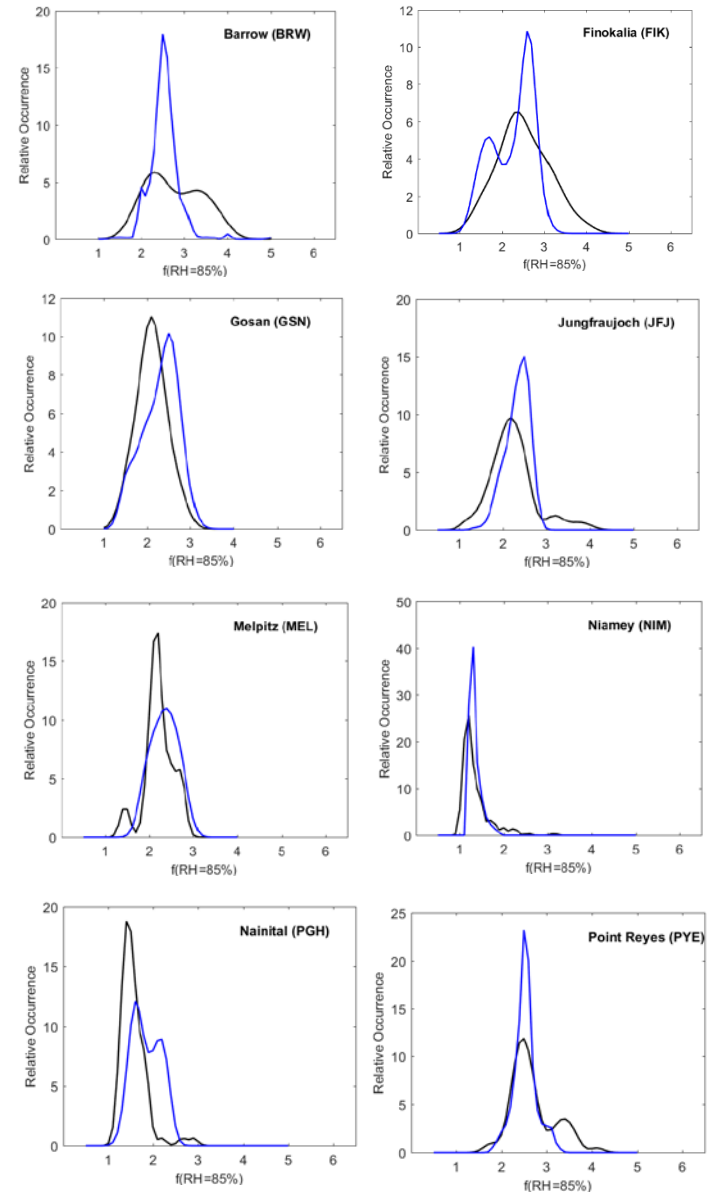 Barrow (BRW)
Relative Occurrence
20
15
10
5
0
1 2 3 4 5 6
f(RH=85%)
Finokalia (FIK)
Relative Occurrence
12
10
8
6
4
2
0
1 2 3 4 5 6
f(RH=85%)
Gosan (GSN)
Relative Occurrence
12
10
8
6
4
2
0
1 2 3 4 5 6
f(RH=85%)
Jungfraujoch (JFJ)
Relative Occurrence
20
15
10
5
0
1 2 3 4 5 6
f(RH=85%)
Melpitz (MEL)
Relative Occurrence
20
15
10
5
0
1 2 3 4 5 6
f(RH=85%)
Niamey (NIM)
Relative Occurrence
50
40
30
20
10
0
1 2 3 4 5 6
f(RH=85%)
Nainital (PGH)
Relative Occurrence
20
15
10
5
0
1 2 3 4 5 6
f(RH=85%)
Point Reyes (PYE)
Relative Occurrence
25
20
15
10
5
0
1 2 3 4 5 6
f(RH=85%)